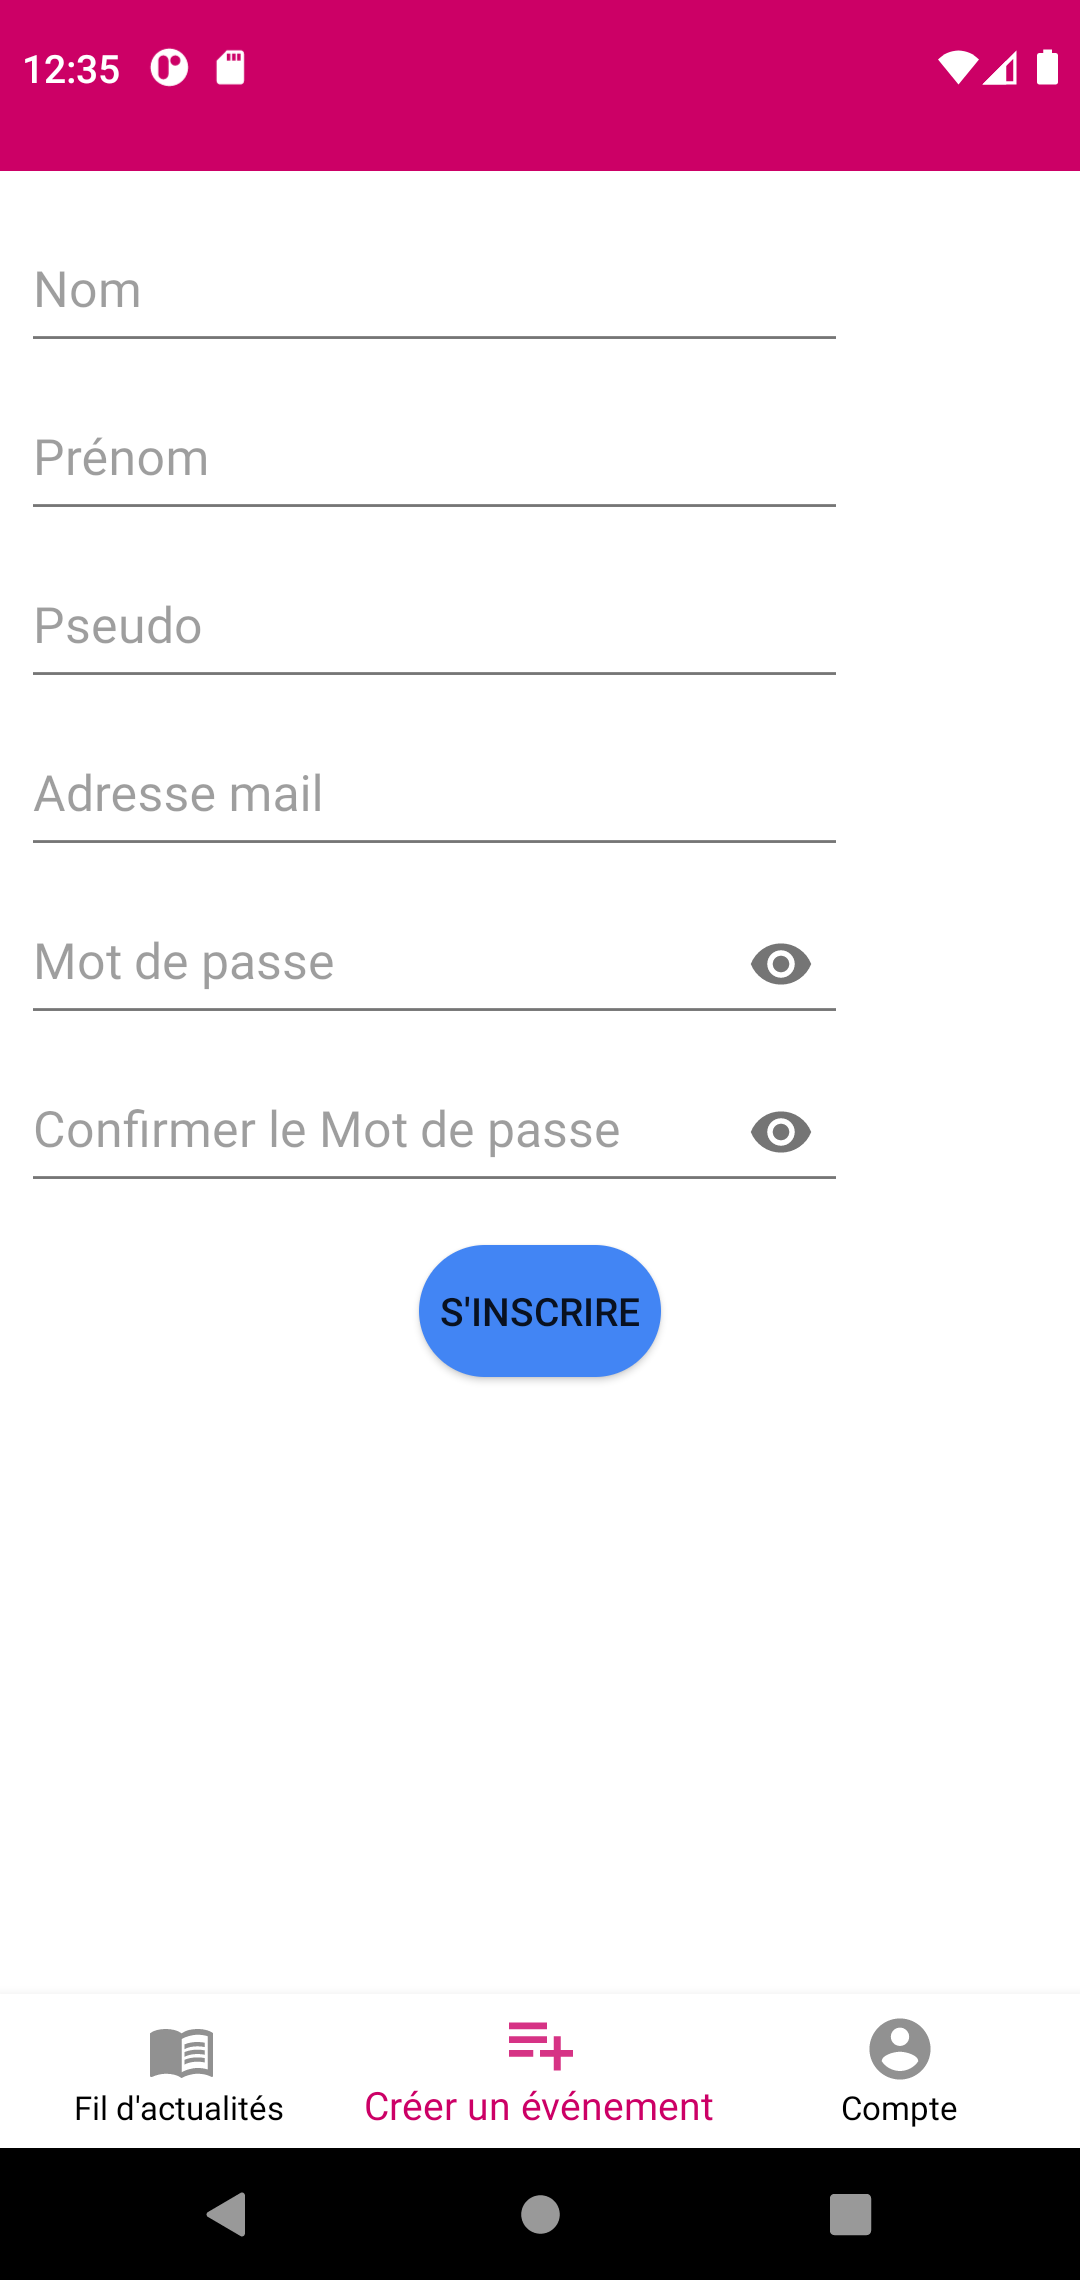 12:35
Nom
Prénom
Pseudo
Adresse mail
Mot de passe
Confirmer le Mot de passe
S'INSCRIRE
Fil d'actualités
Créer un événement
Compte